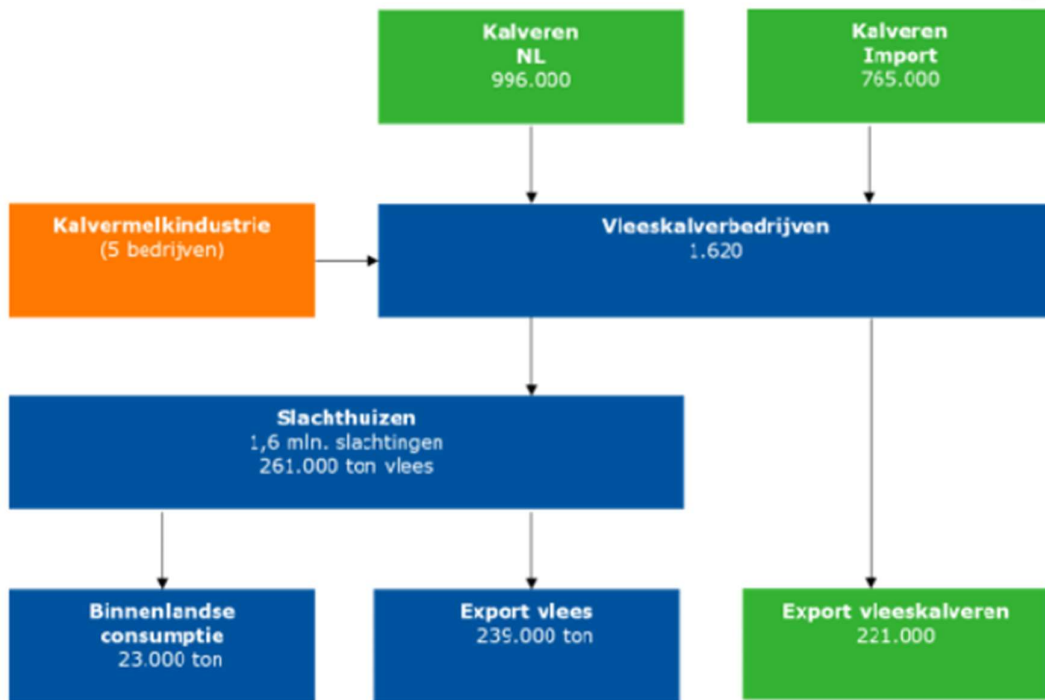 Kalveren
NL
996.000
Kalveren
Import
765.000
Kalvermelkindustrie
(5 bedrijven)
Vleeskalverbedrijven
1.620
Slachthuizen
1,6 mln. slachtingen
261.000 ton vlees
Binnenlandse
consumptie
23.000 ton
Export vlees
239.000 ton
Export vleeskalveren
221.000